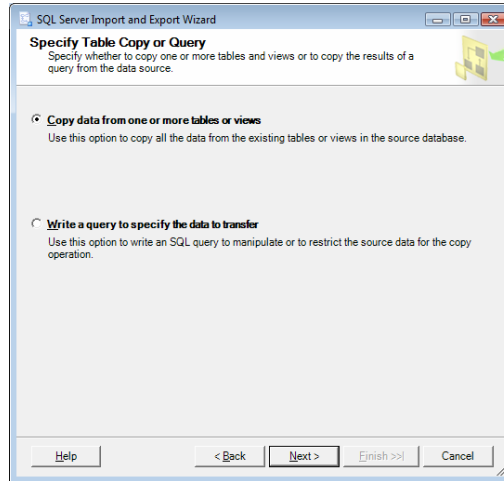 SQL Server Import and Export Wizard
Specify Table Copy or Query
Specify whether to copy one or more tables and views or to copy the results of a
query from the data source.
Copy data from one or more tables or views
Use this option to copy all the data from the existing tables or views in the source database.
Write a query to specify the data to transfer
Use this option to write an SQL query to manipulate or to restrict the source data for the copy
operation.
Help < Back Next > Finish >>| Cancel